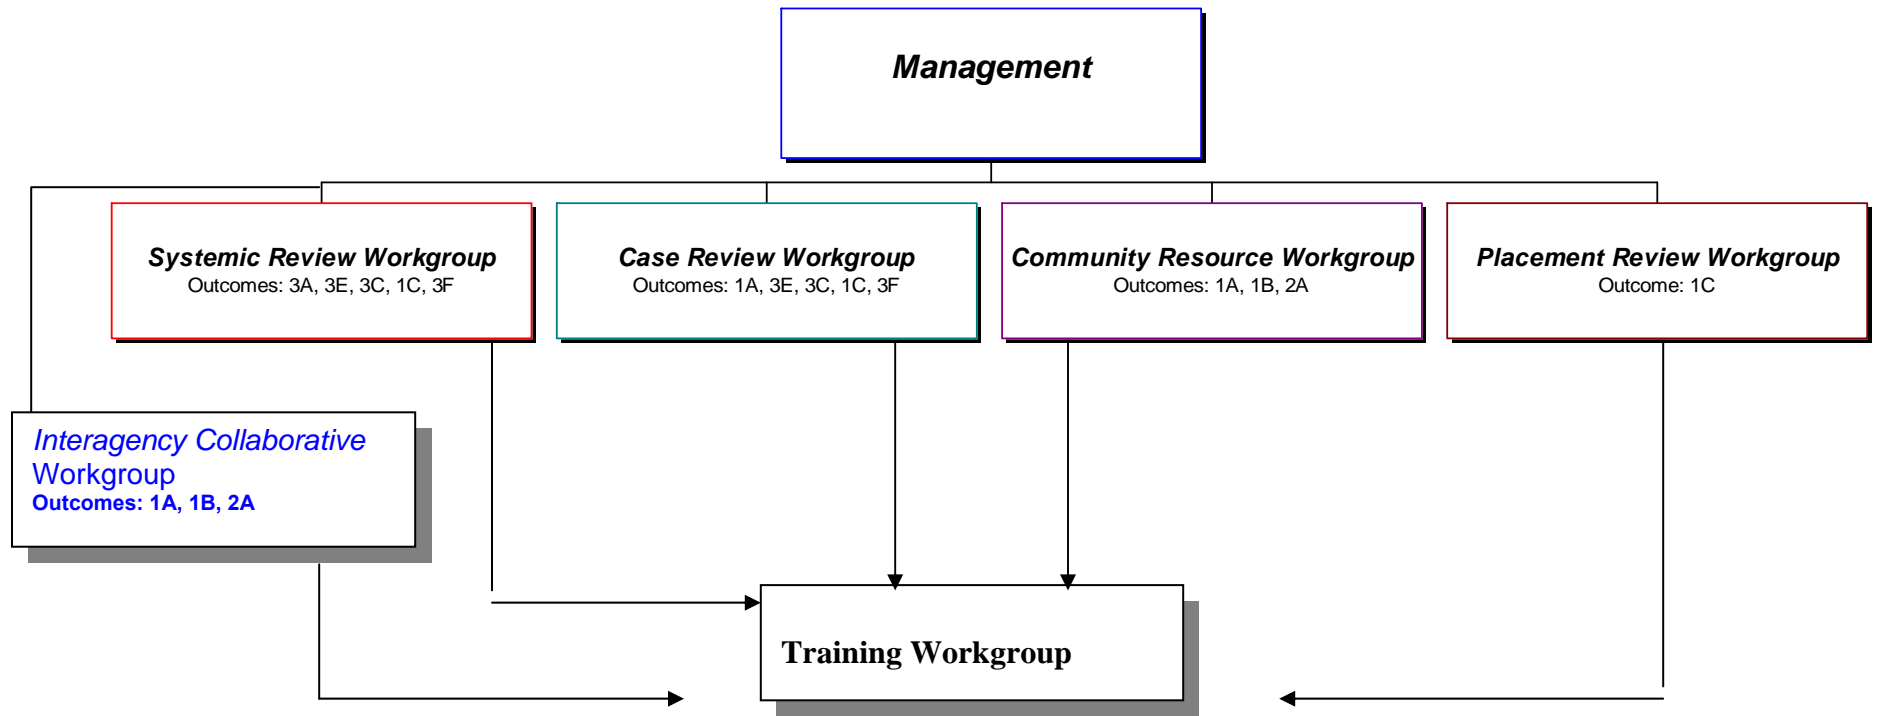 Management
Systemic Review Workgroup
Outcomes: 3A, 3E, 3C, 1C, 3F
Case Review Workgroup
Outcomes: 1A, 3E, 3C, 1C, 3F
Community Resource Workgroup
Outcomes: 1A, 1B, 2A
Placement Review Workgroup
Outcome: 1C
Interagency Collaborative
Workgroup
Outcomes: 1A, 1B, 2A
Training Workgroup